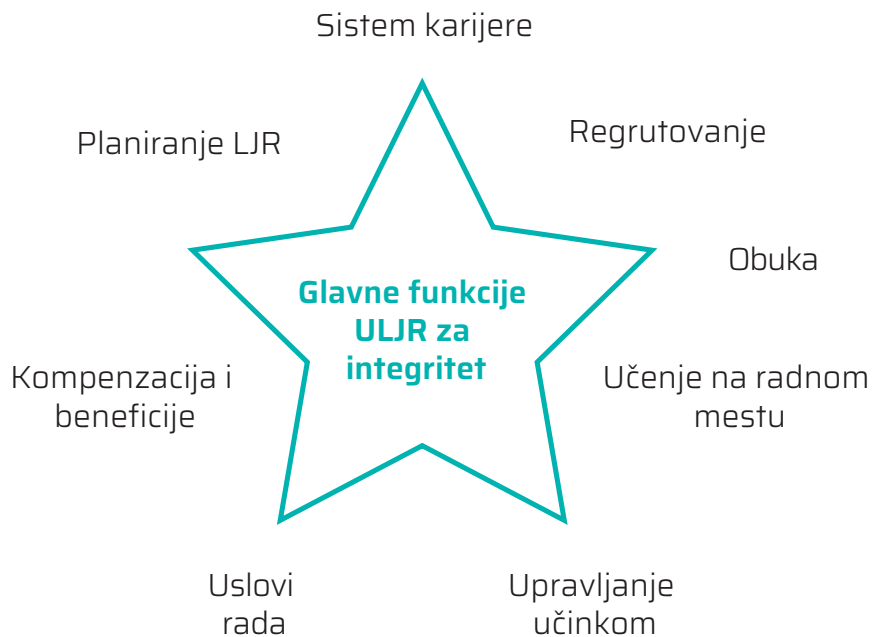 Sistem karijere
Planiranje LJR
Regrutovanje
Obuka
Glavne funkcije
ULJR za
integritet
Kompenzacija i
beneficije
Učenje na radnom
mestu
Uslovi
rada
Upravljanje
učinkom